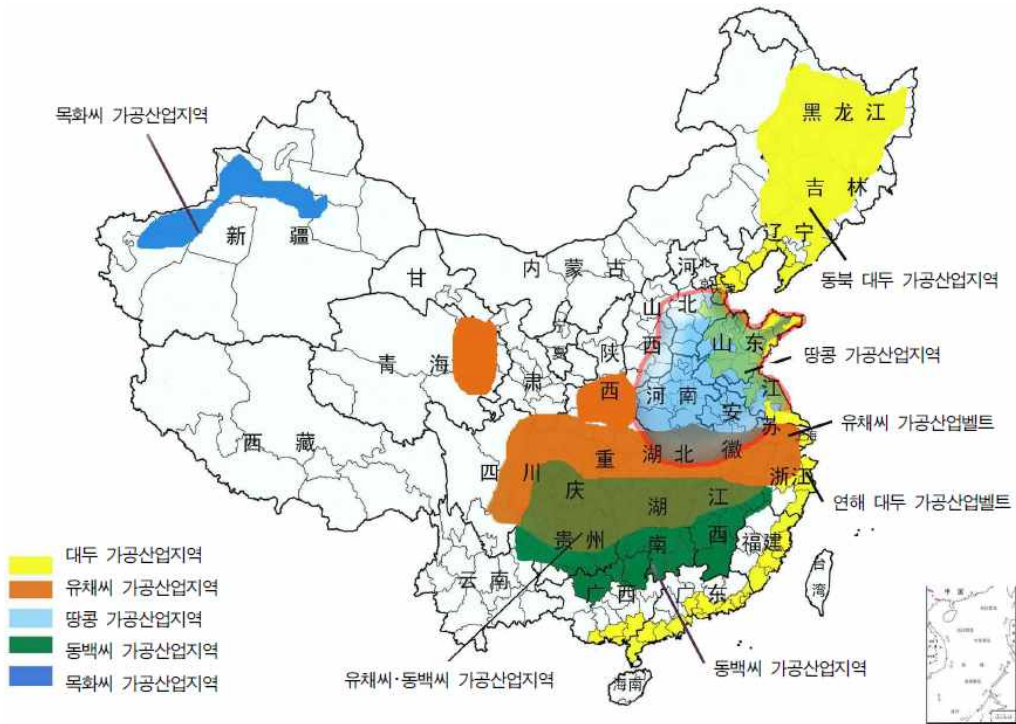 黑龙江
목화씨 가공산업지역
吉林
辽宁
新疆
内蒙古
河北
甘
동북 대두 가공산업지역
山西
宁夏
陕西
山东
땅콩 가공산업지역
青海
肃
河南
江苏
安徽
유채씨 가공산업벨트
西藏
四川
重庆
湖北
浙江
연해 대두 가공산업벨트
湖南
江西
贵州
福建
台湾
云南
广西
广东
대두 가공산업지역
유채씨 가공산업지역
땅콩 가공산업지역
동백씨 가공산업지역
목화씨 가공산업지역
유채씨·동백씨 가공산업지역
동백씨 가공산업지역
海南
中国